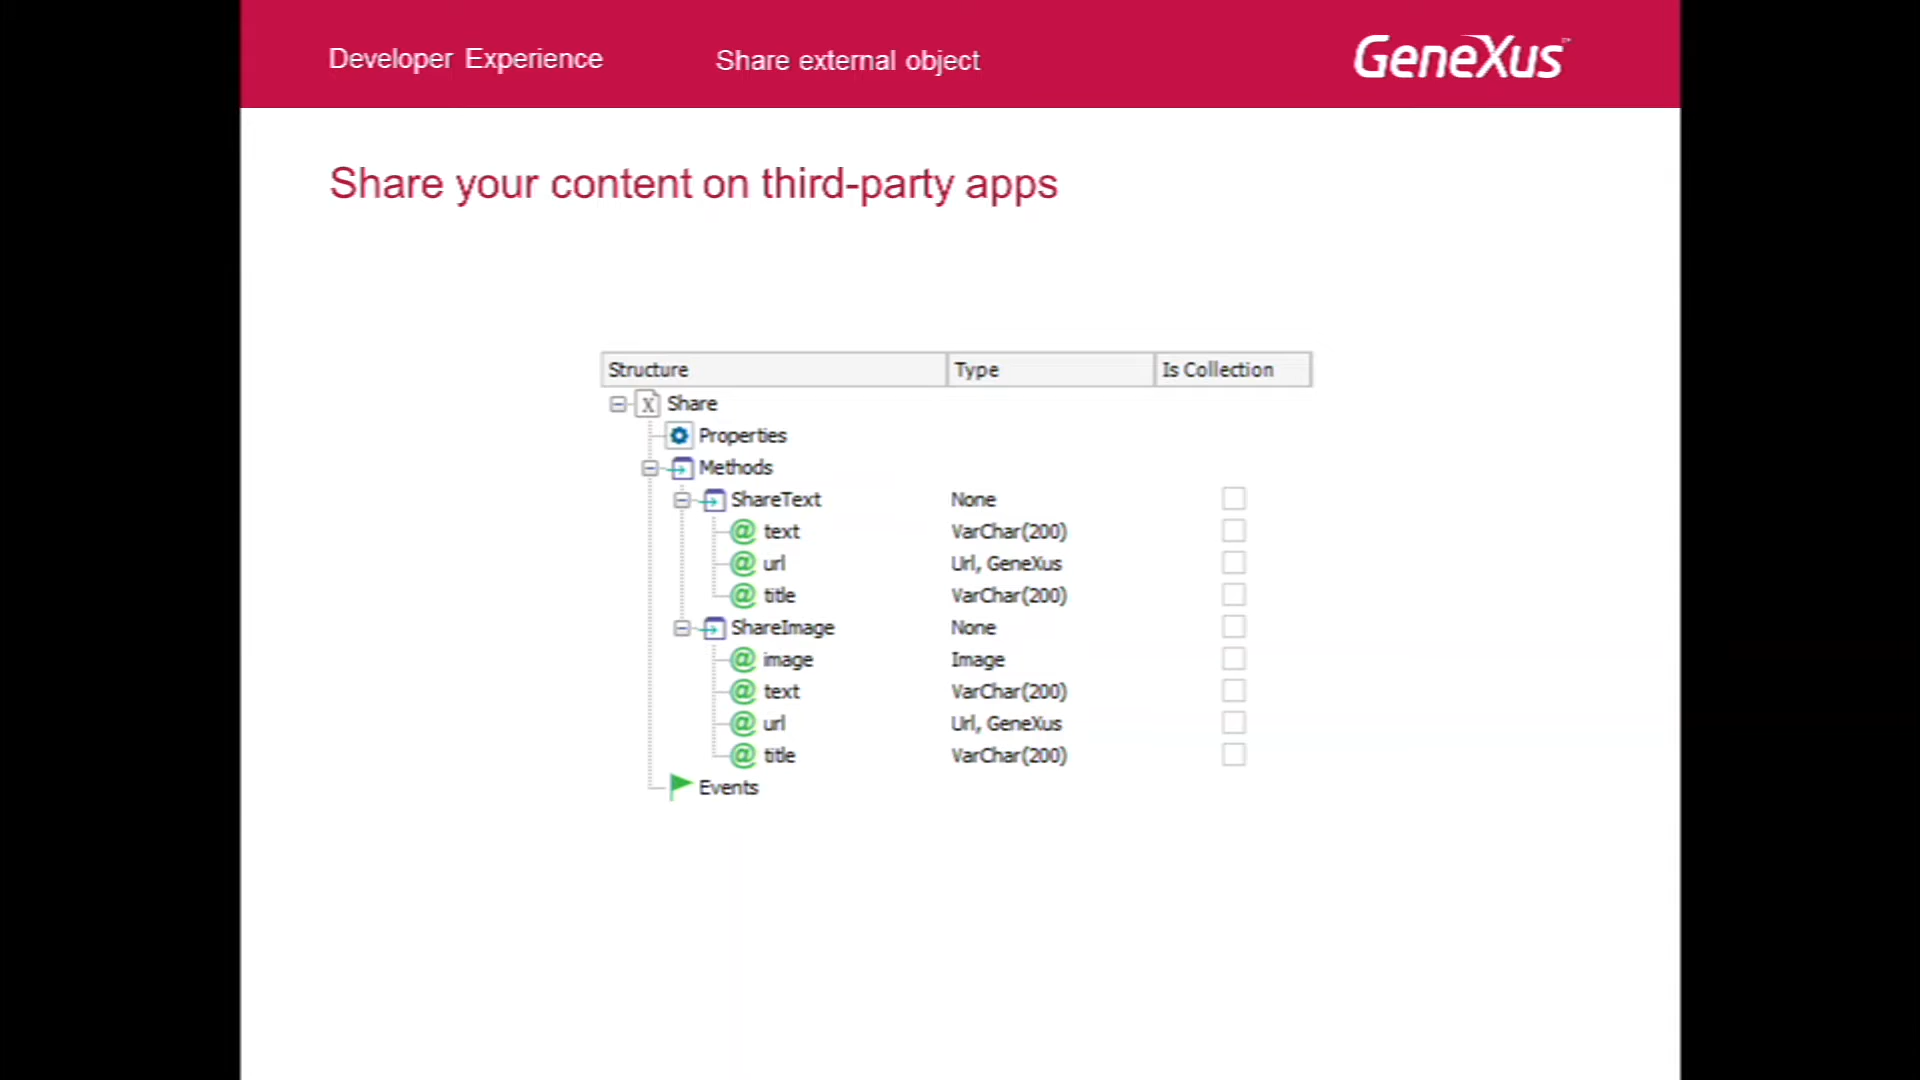 Developer Experience Share external object GeneXus™
Share your content on third-party apps
Structure Type Is Collection
Share
Properties
Methods
ShareText None
text VarChar(200)
url Url, GeneXus
title VarChar(200)
ShareImage None
image Image
text VarChar(200)
url Url, GeneXus
title VarChar(200)
Events